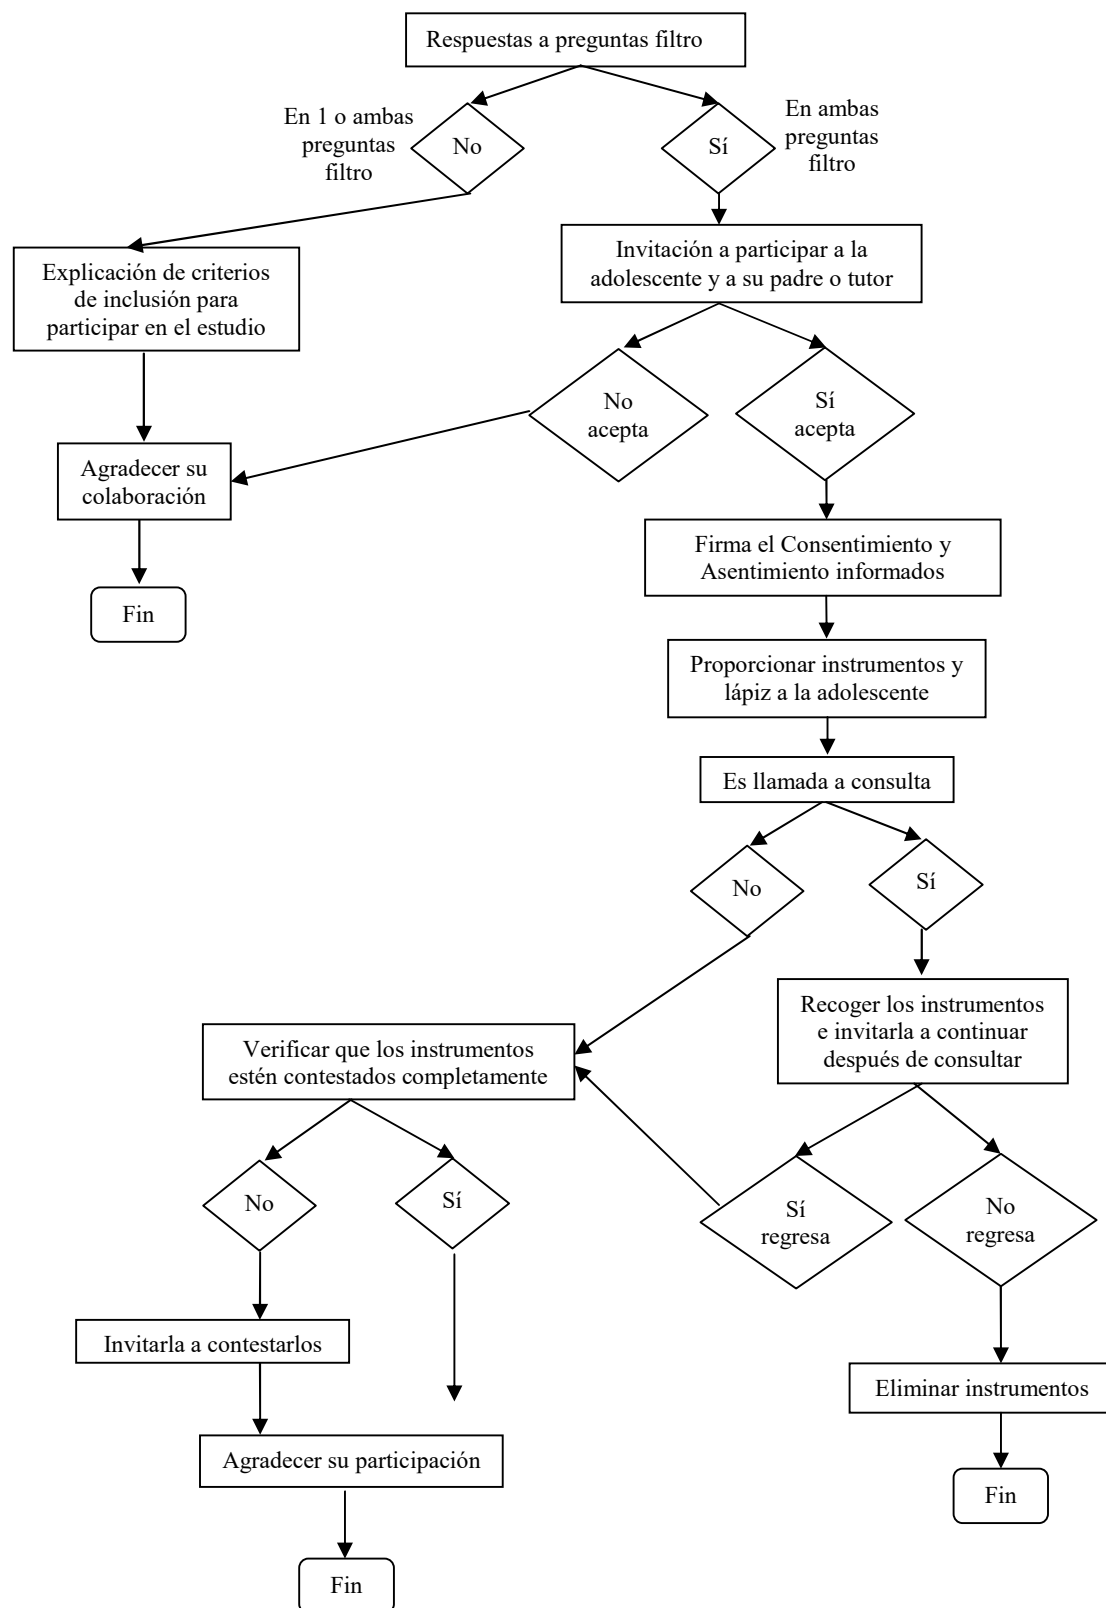 Respuestas a preguntas filtro
En 1 o ambas
preguntas
filtro
No
Sí
En ambas
preguntas
filtro
Explicación de criterios
de inclusión para
participar en el estudio
Invitación a participar a la
adolescente y a su padre o tutor
No
acepta
Sí
acepta
Agradecer su
colaboración
Fin
Firma el Consentimiento y
Asentimiento informados
Proporcionar instrumentos y
lápiz a la adolescente
Es llamada a consulta
No
Sí
Recoger los instrumentos
e invitarla a continuar
después de consultar
Verificar que los instrumentos
estén contestados completamente
No
Sí
Sí
regresa
No
regresa
Invitarla a contestarlos
Eliminar instrumentos
Agradecer su participación
Fin
Fin